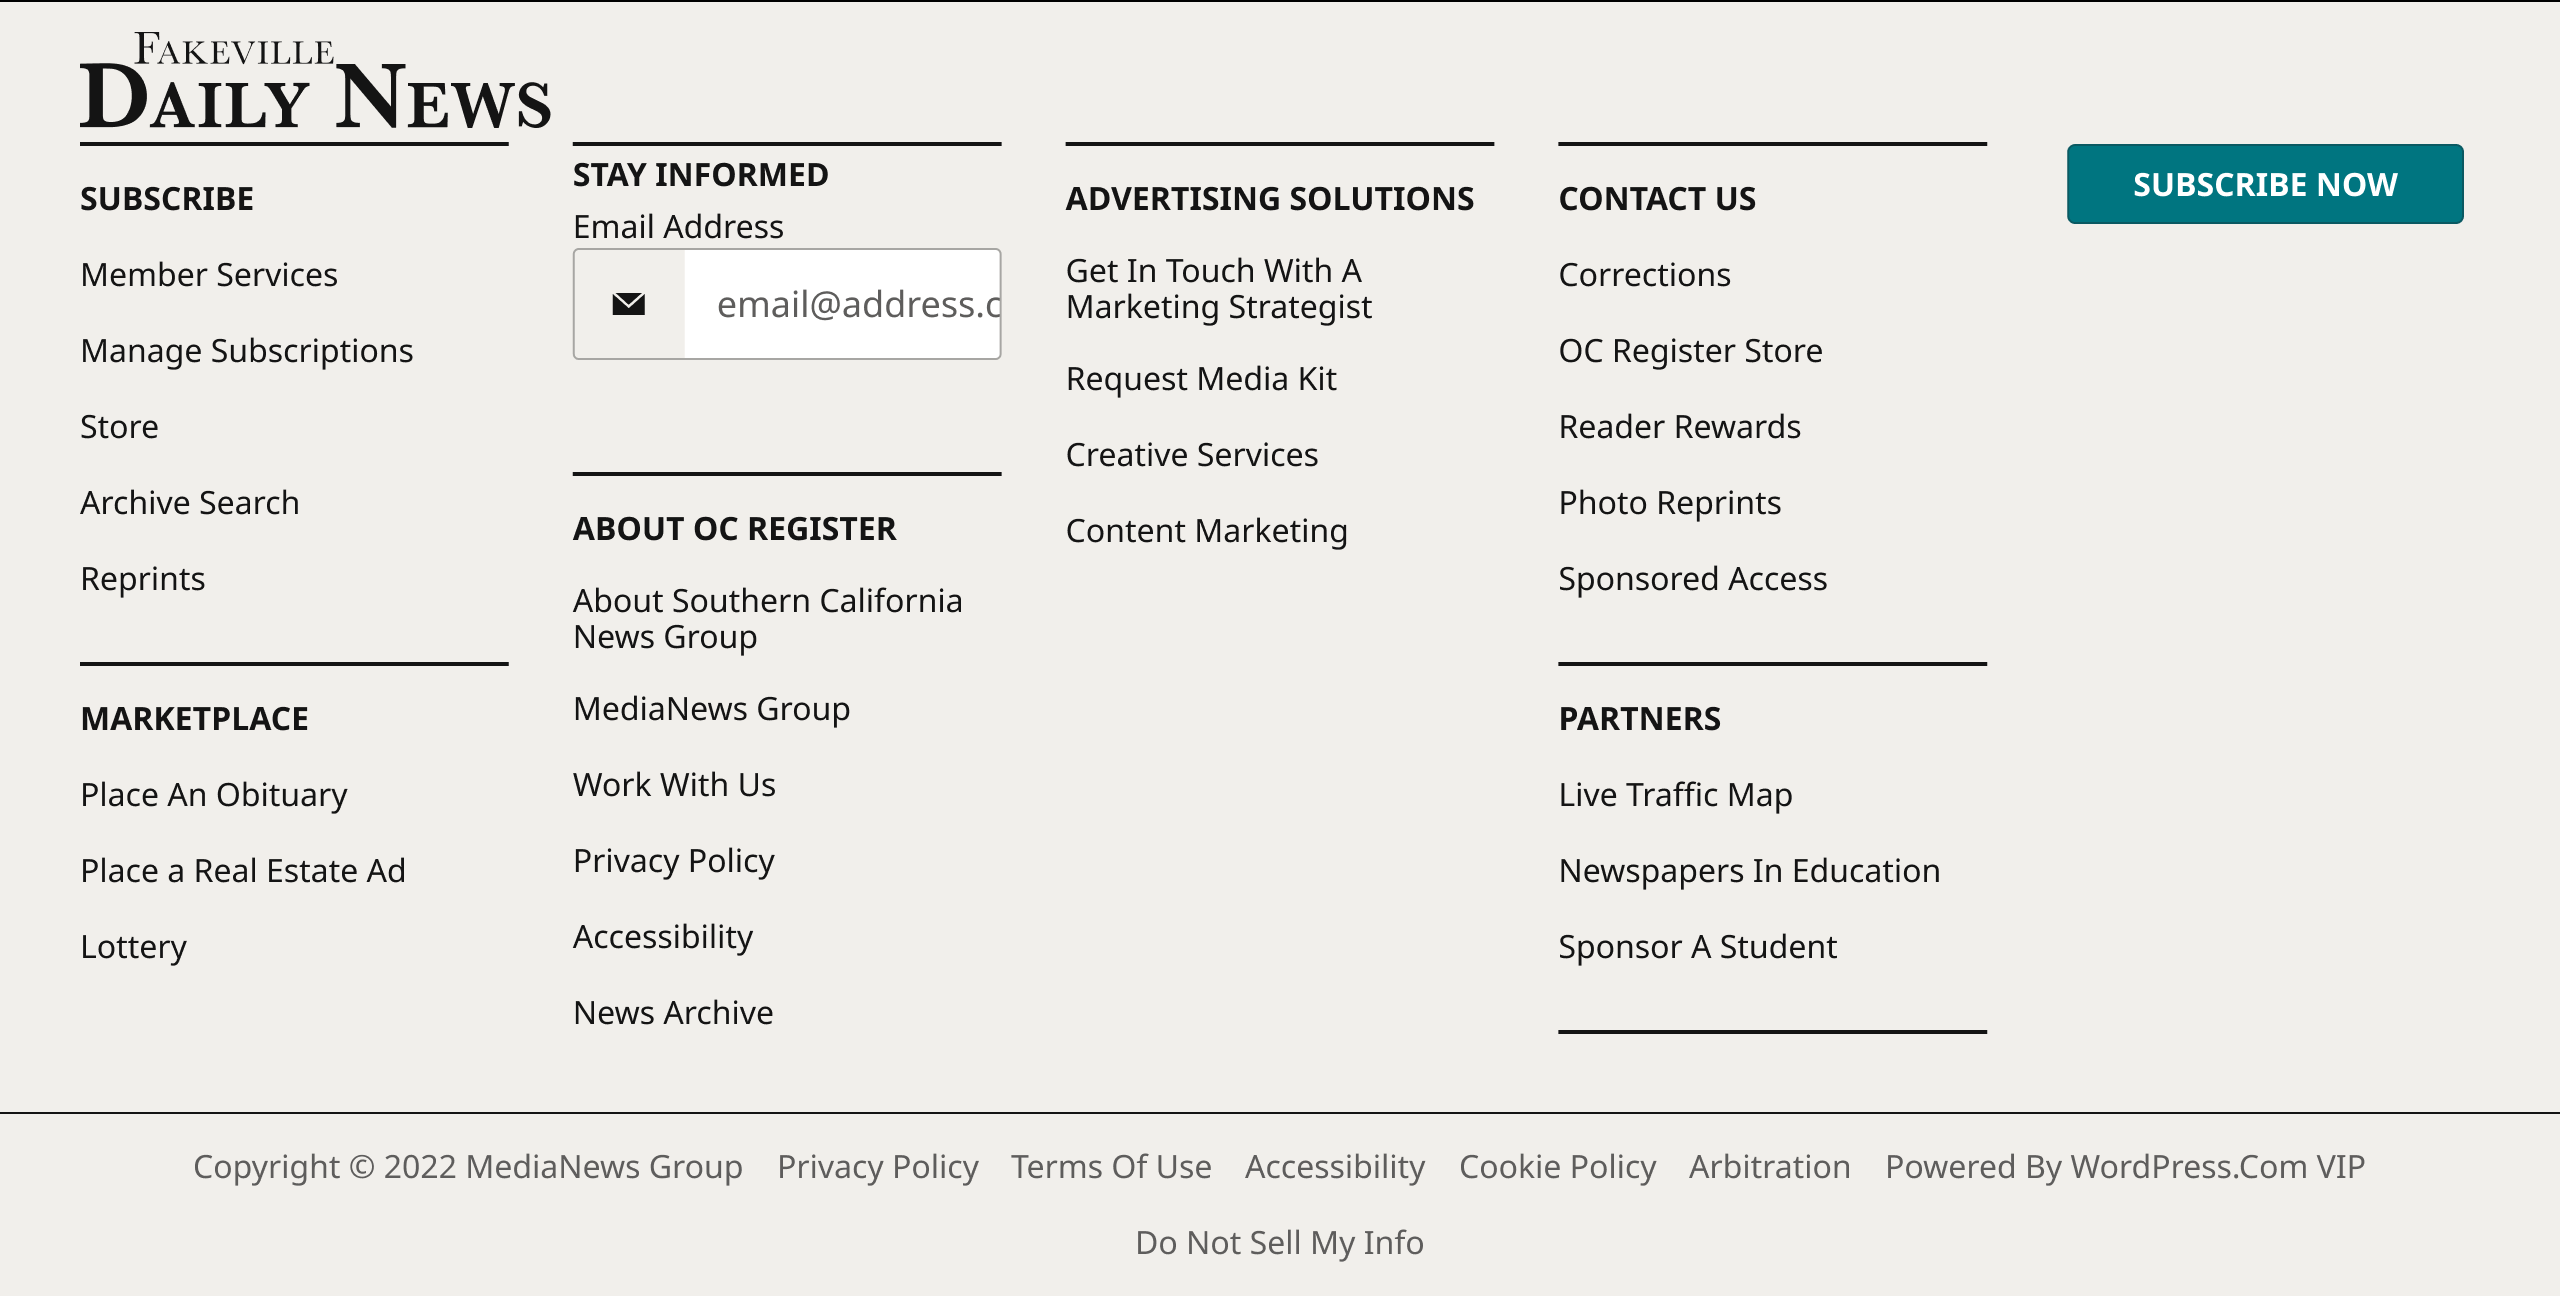 FAKEVILLE
DAILY NEWS
SUBSCRIBE
Member Services
Manage Subscriptions
Store
Archive Search
Reprints
MARKETPLACE
Place An Obituary
Place a Real Estate Ad
Lottery
STAY INFORMED
Email Address
email@address.c
ABOUT OC REGISTER
About Southern California
News Group
MediaNews Group
Work With Us
Privacy Policy
Accessibility
News Archive
ADVERTISING SOLUTIONS
Get In Touch With A
Marketing Strategist
Request Media Kit
Creative Services
Content Marketing
CONTACT US
Corrections
OC Register Store
Reader Rewards
Photo Reprints
Sponsored Access
PARTNERS
Live Traffic Map
Newspapers In Education
Sponsor A Student
SUBSCRIBE NOW
Copyright © 2022 MediaNews Group Privacy Policy Terms Of Use Accessibility Cookie Policy Arbitration Powered By WordPress.Com VIP
Do Not Sell My Info